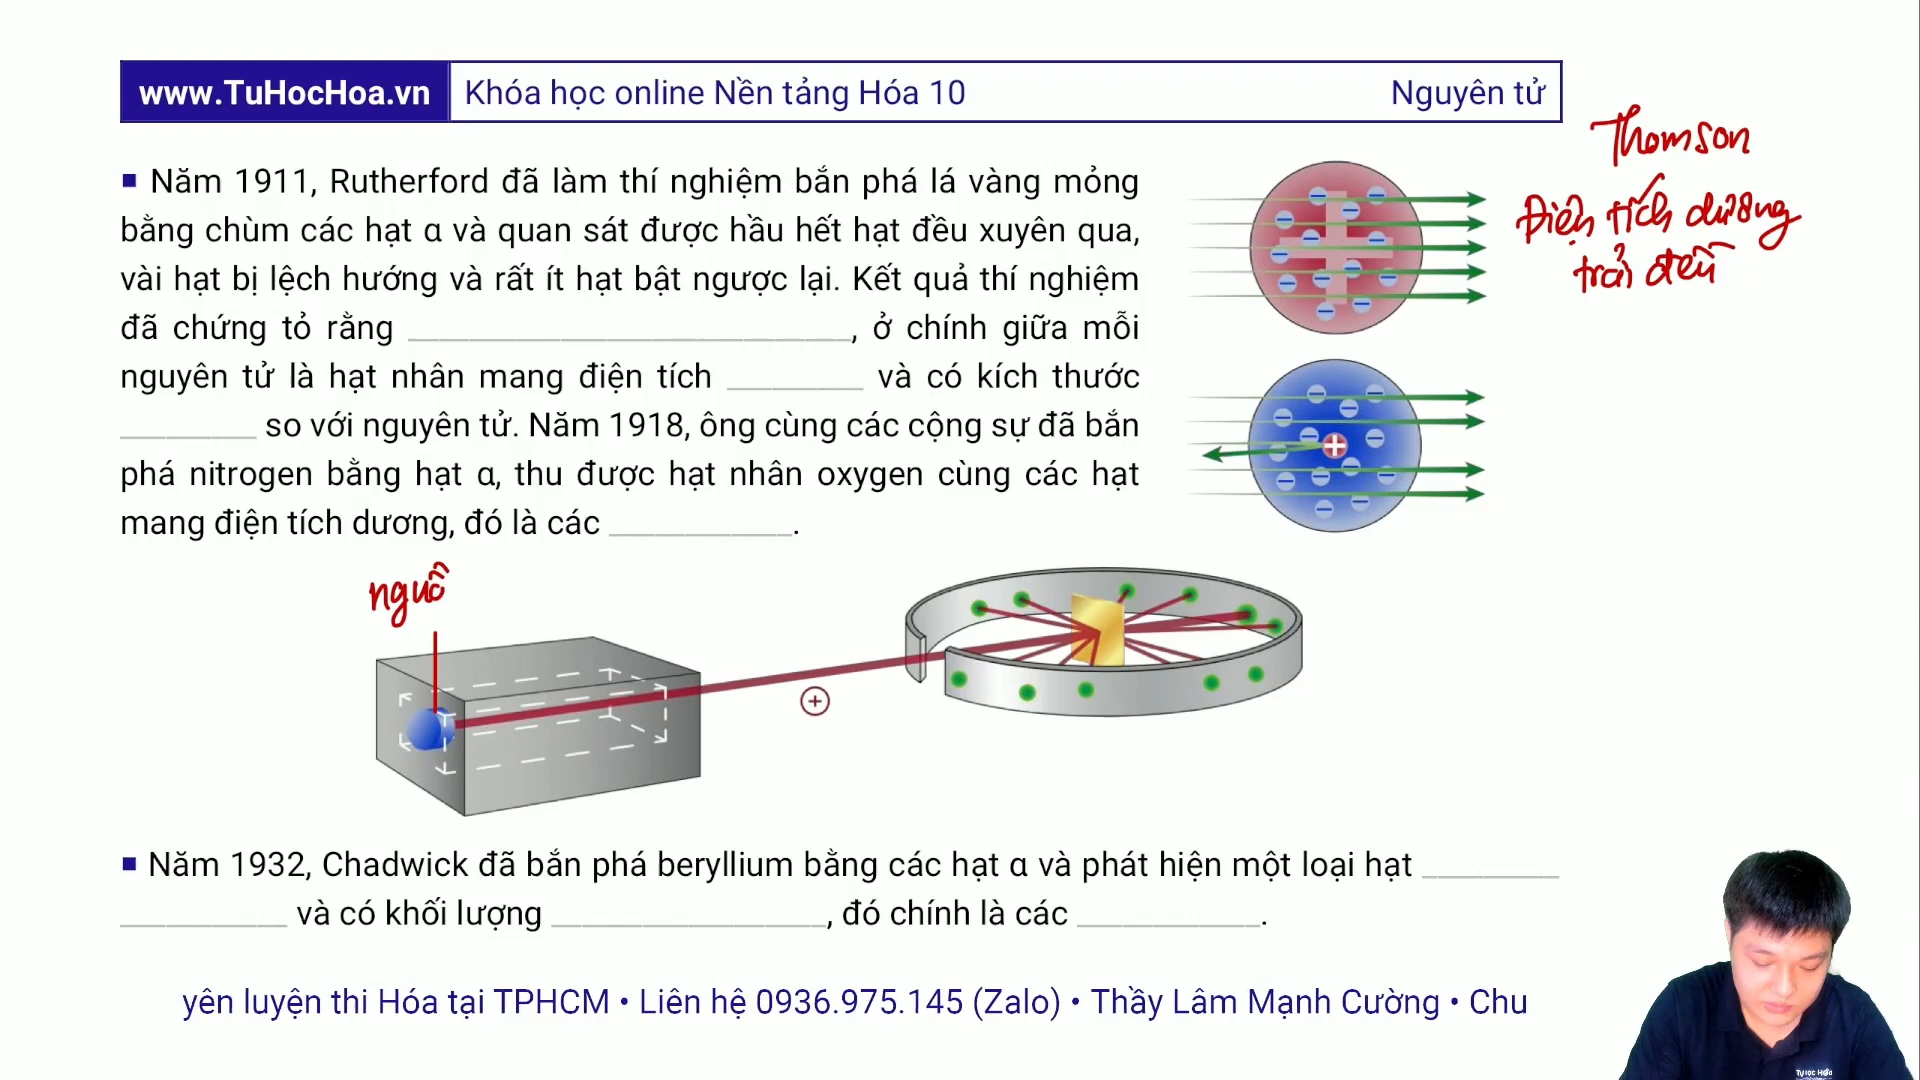 www.TuHocHoa.vn Khóa học online Nền tảng Hóa 10 Nguyên tử
Thomson
Điện tích dương
trải đều
▪ Năm 1911, Rutherford đã làm thí nghiệm bắn phá lá vàng mỏng
bằng chùm các hạt α và quan sát được hầu hết hạt đều xuyên qua,
vài hạt bị lệch hướng và rất ít hạt bật ngược lại. Kết quả thí nghiệm
đã chứng tỏ rằng ____________________________, ở chính giữa mỗi
nguyên tử là hạt nhân mang điện tích _________ và có kích thước
_________ so với nguyên tử. Năm 1918, ông cùng các cộng sự đã bắn
phá nitrogen bằng hạt α, thu được hạt nhân oxygen cùng các hạt
mang điện tích dương, đó là các ____________.
nguô
▪ Năm 1932, Chadwick đã bắn phá beryllium bằng các hạt α và phát hiện một loại hạt _________
___________ và có khối lượng __________________, đó chính là các ____________.
yên luyện thi Hóa tại TPHCM • Liên hệ 0936.975.145 (Zalo) • Thầy Lâm Mạnh Cường • Chu